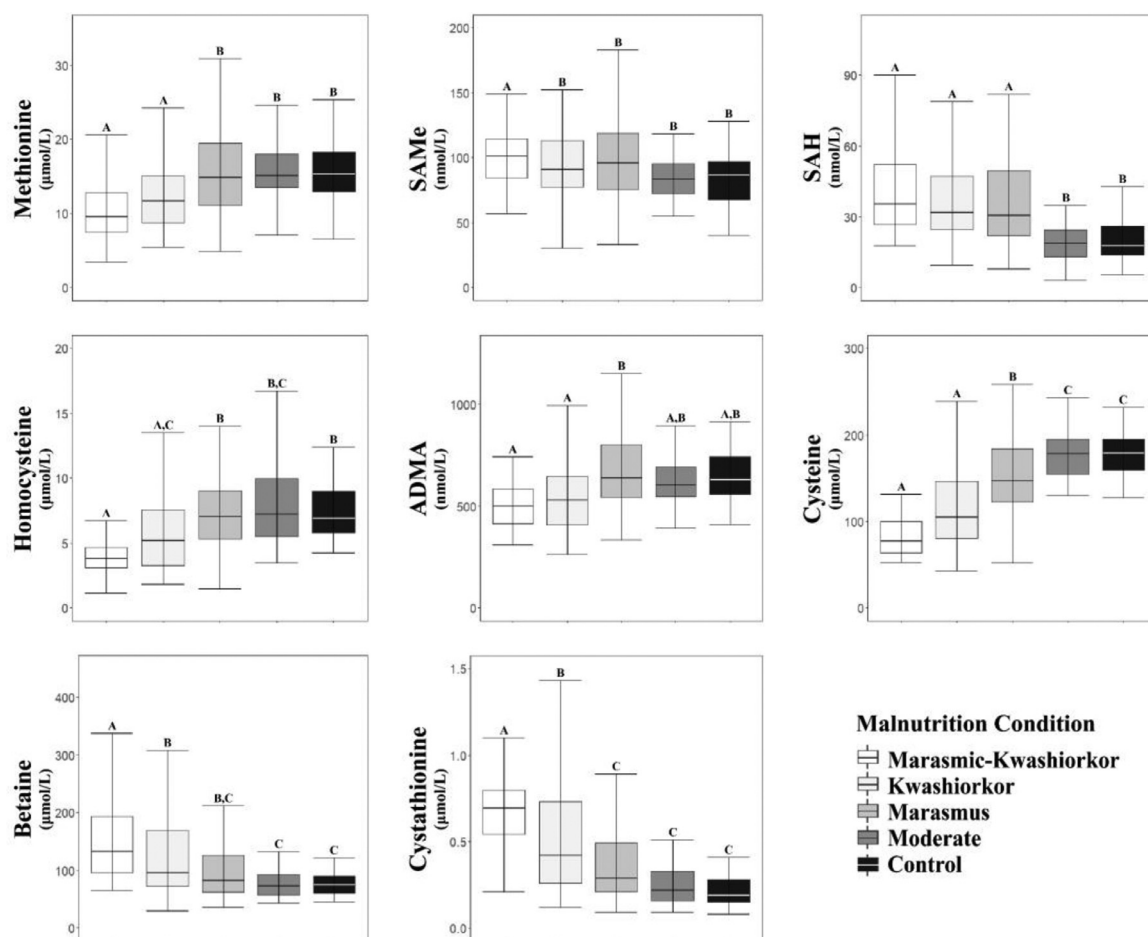 Methionine
(μmol/L)
30
20
10
0
A
A
B
B
B
SAMe
(nmol/L)
200
150
100
50
0
A
B
B
B
B
SAH
(nmol/L)
90
60
30
0
A
A
A
B
B
Homocysteine
(μmol/L)
20
15
10
5
0
A
A,C
B
B,C
B
ADMA
(nmol/L)
1000
500
0
A
A
B
A,B
A,B
Cysteine
(μmol/L)
300
200
100
0
A
A
B
C
C
Betaine
(μmol/L)
400
300
200
100
0
A
B
B,C
C
C
Cystathionine
(μmol/L)
1.5
1.0
0.5
0.0
A
B
C
C
C
Malnutrition Condition
Marasmic-Kwashiorkor
Kwashiorkor
Marasmus
Moderate
Control